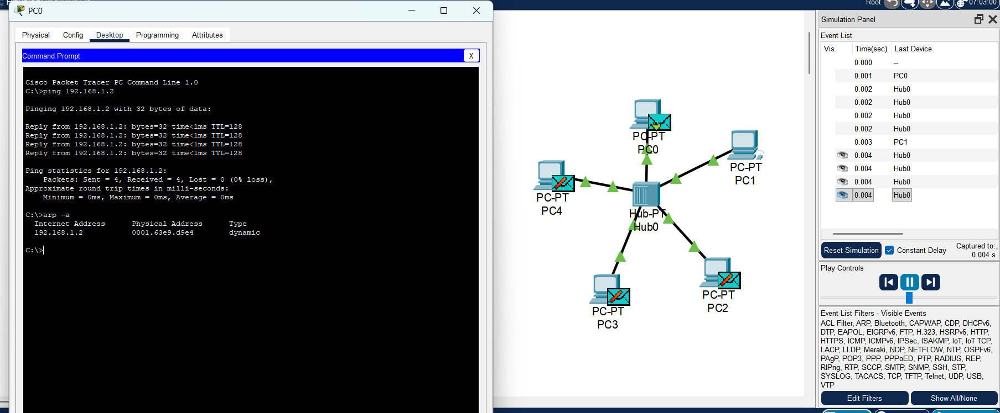 PC0
Physical Config Desktop Programming Attributes
Command Prompt
X
Cisco Packet Tracer PC Command Line 1.0
C:\>ping 192.168.1.2
Pinging 192.168.1.2 with 32 bytes of data:
Reply from 192.168.1.2: bytes=32 time<1ms TTL=128
Reply from 192.168.1.2: bytes=32 time<1ms TTL=128
Reply from 192.168.1.2: bytes=32 time<1ms TTL=128
Reply from 192.168.1.2: bytes=32 time<1ms TTL=128
Ping statistics for 192.168.1.2:
Packets: Sent = 4, Received = 4, Lost = 0 (0% loss),
Approximate round trip times in milli-seconds:
Minimum = 0ms, Maximum = 0ms, Average = 0ms
C:\>arp -a
Internet Address Physical Address Type
192.168.1.2 0001.63e9.d9e4 dynamic
C:\>
PC-PT
PC0
PC-PT
PC1
PC-PT
PC4
Hub-PT
Hub0
PC-PT
PC2
PC-PT
PC3
Root
07:03:00
Simulation Panel
Event List
Vis. Time(sec) Last Device
0.000 --
0.001 PC0
0.002 Hub0
0.002 Hub0
0.002 Hub0
0.002 Hub0
0.003 PC1
0.004 Hub0
0.004 Hub0
0.004 Hub0
0.004 Hub0
Reset Simulation
Constant Delay
Captured to:
0.004 s
Play Controls
Event List Filters - Visible Events
ACL Filter, ARP, Bluetooth, CAPWAP, CDP, DHCPv6,
DTP, EAPOL, EIGRPv6, FTP, H.323, HSRPv6, HTTP,
HTTPS, ICMP, ICMPv6, IPSec, ISAKMP, IoT, IoT TCP,
LACP, LLDP, Meraki, NDP, NETFLOW, NTP, OSPFv6,
PAgP, POP3, PPP, PPPoED, PTP, RADIUS, REP,
RIPng, RTP, SCCP, SMTP, SNMP, SSH, STP,
SYSLOG, TACACS, TCP, TFTP, Telnet, UDP, USB,
VTP
Edit Filters
Show All/None